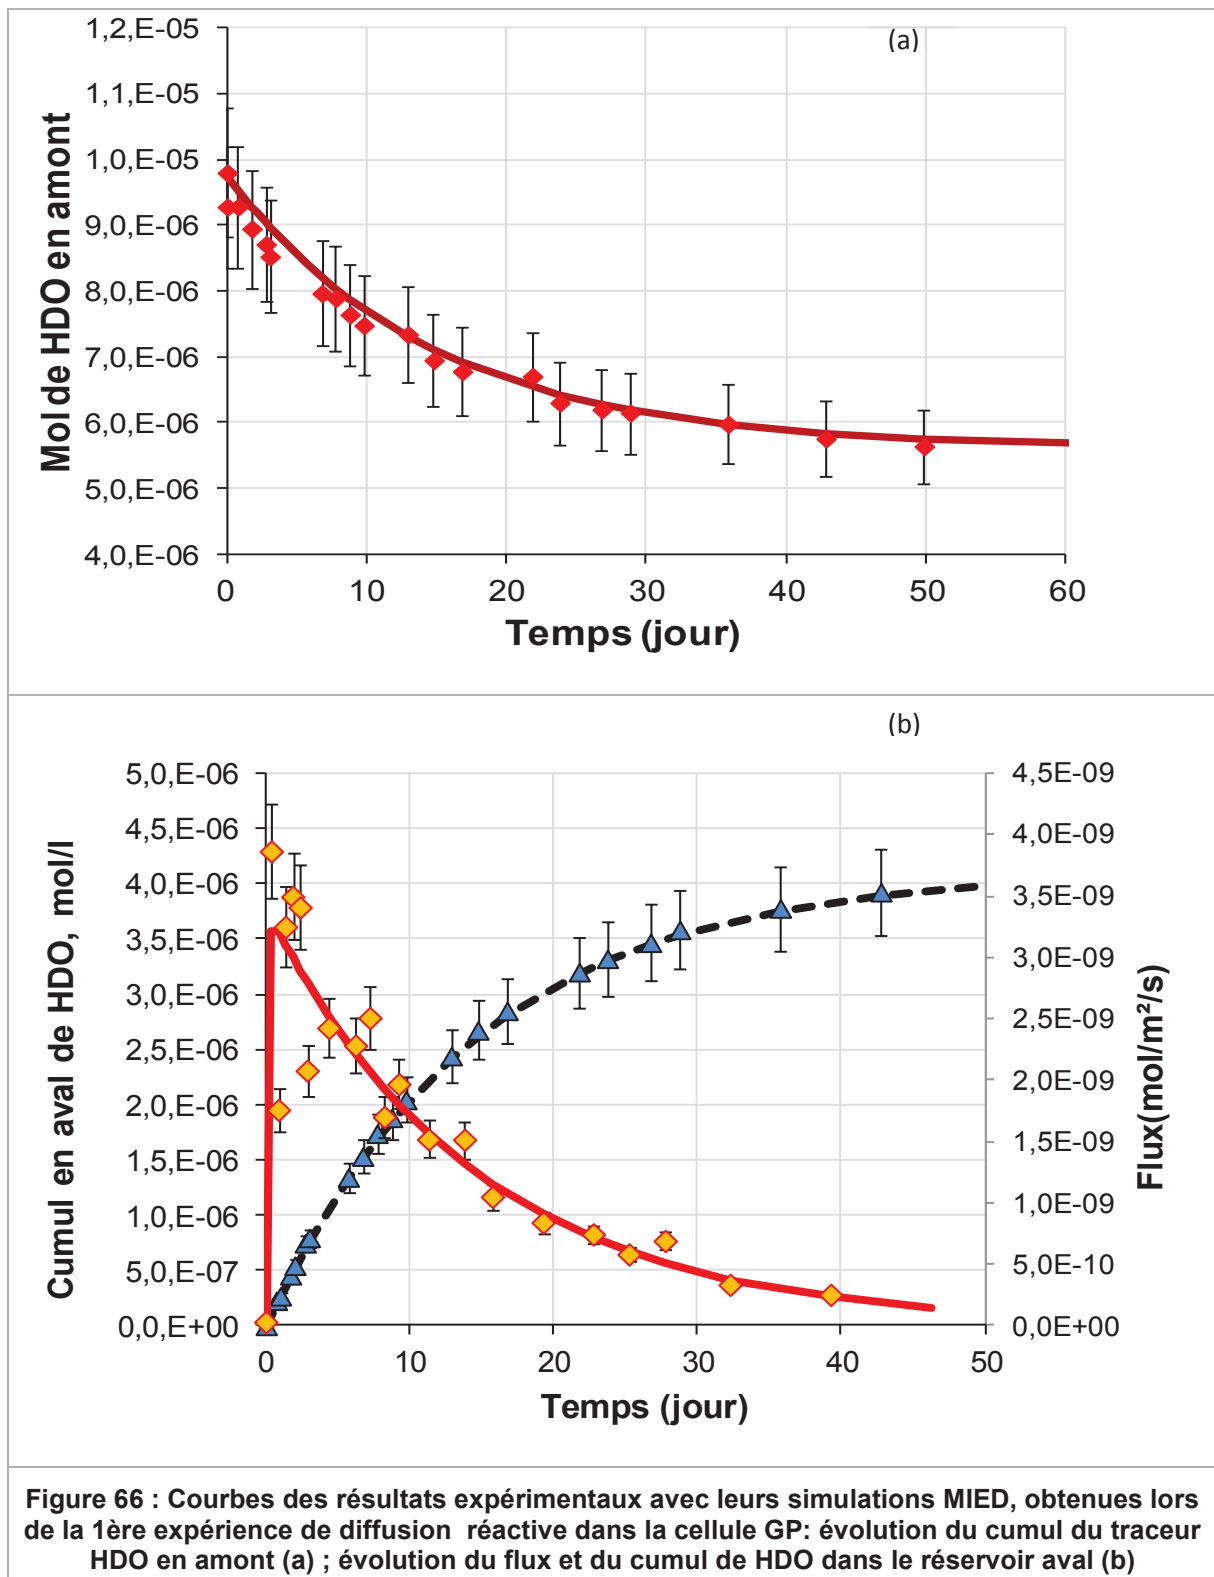 (a)
Mol de HDO en amont
1,2,E-05
1,1,E-05
1,0,E-05
9,0,E-06
8,0,E-06
7,0,E-06
6,0,E-06
5,0,E-06
4,0,E-06
0 10 20 30 40 50 60
Temps (jour)
(b)
Cumul en aval de HDO, mol/l
5,0,E-06
4,5,E-06
4,0,E-06
3,5,E-06
3,0,E-06
2,5,E-06
2,0,E-06
1,5,E-06
1,0,E-06
5,0,E-07
0,0,E+00
4,5E-09
4,0E-09
3,5E-09
3,0E-09
2,5E-09
2,0E-09
1,5E-09
1,0E-09
5,0E-10
0,0E+00
Flux(mol/m²/s)
0 10 20 30 40 50
Temps (jour)
Figure 66 : Courbes des résultats expérimentaux avec leurs simulations MIED, obtenues lors
de la 1ère expérience de diffusion réactive dans la cellule GP: évolution du cumul du traceur
HDO en amont (a) ; évolution du flux et du cumul de HDO dans le réservoir aval (b)